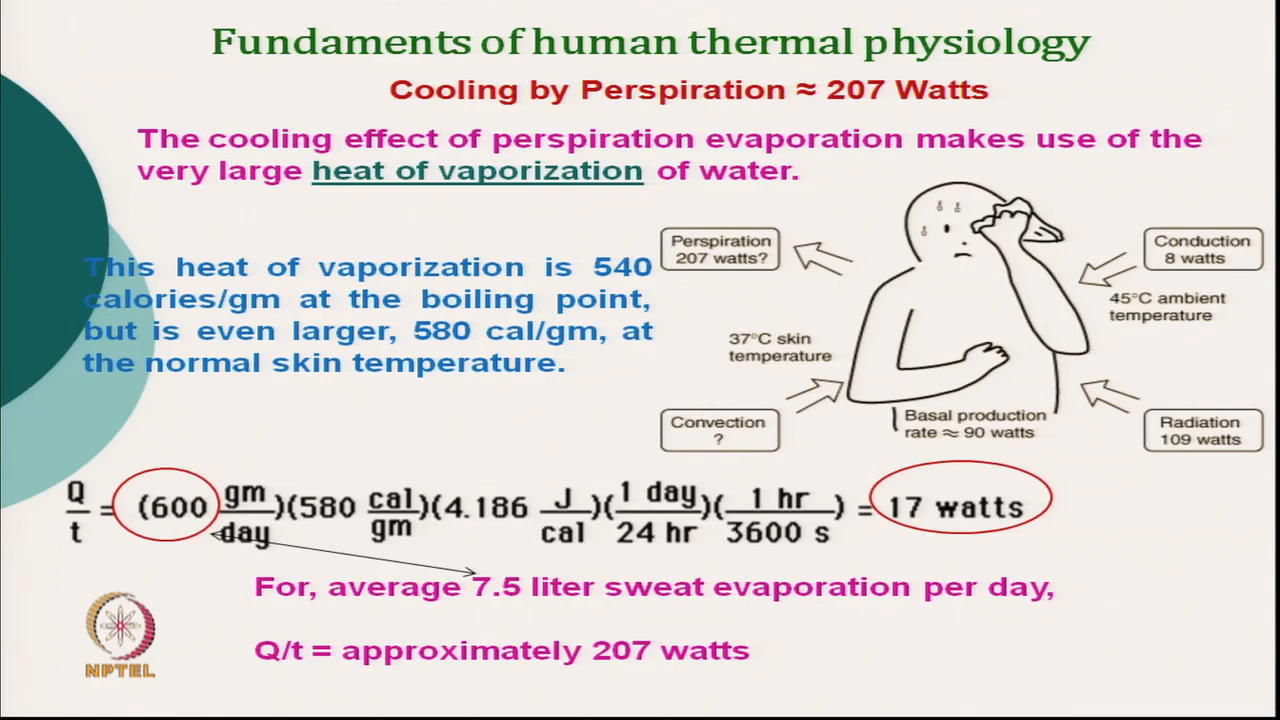 Fundaments of human thermal physiology
Cooling by Perspiration ≈ 207 Watts
The cooling effect of perspiration evaporation makes use of the
very large heat of vaporization of water.
This heat of vaporization is 540
calories/gm at the boiling point,
but is even larger, 580 cal/gm, at
the normal skin temperature.
Perspiration
207 watts?
Conduction
8 watts
45°C ambient
temperature
37°C skin
temperature
Convection
?
Basal production
rate ≈ 90 watts
Radiation
109 watts
Q/t = (600 gm/day)(580 cal/gm)(4.186 J/cal)(1 day/24 hr)(1 hr/3600 s) = 17 watts
For, average 7.5 liter sweat evaporation per day,
Q/t = approximately 207 watts
NPTEL